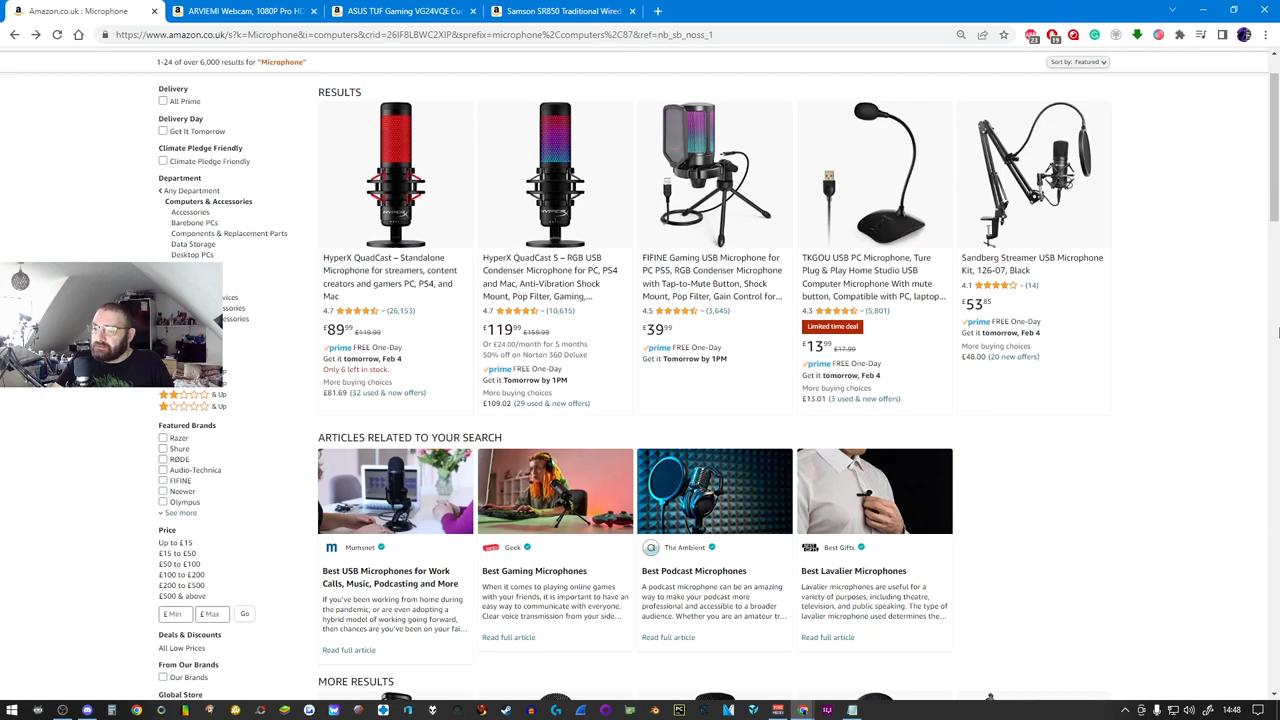 Amazon.co.uk : Microphone
ARVIEMI Webcam, 1080P Pro HD
ASUS TUF Gaming VG24VQE Cur
Samson SR850 Traditional Wired
https://www.amazon.co.uk/s?k=Microphone&i=computers&crid=26IF8LBWC2XIP&sprefix=microphone%2Ccomputers%2C87&ref=nb_sb_noss_1
1-24 of over 6,000 results for "Microphone"
Sort by: Featured
Delivery
All Prime
Delivery Day
Get It Tomorrow
Climate Pledge Friendly
Climate Pledge Friendly
Department
Any Department
Computers & Accessories
Accessories
Barebone PCs
Components & Replacement Parts
Data Storage
Desktop PCs
vices
ssories
essories
& Up
& Up
Featured Brands
Razer
Shure
RØDE
Audio-Technica
FIFINE
Neewer
Olympus
See more
Price
Up to £15
£15 to £50
£50 to £100
£100 to £200
£200 to £500
£500 & above
£ Min £ Max Go
Deals & Discounts
All Low Prices
From Our Brands
Our Brands
Global Store
RESULTS
HyperX QuadCast – Standalone
Microphone for streamers, content
creators and gamers PC, PS4, and
Mac
4.7 (26,153)
£89.99 £119.99
prime FREE One-Day
Get it tomorrow, Feb 4
Only 6 left in stock.
More buying choices
£81.69 (32 used & new offers)
HyperX QuadCast S – RGB USB
Condenser Microphone for PC, PS4
and Mac, Anti-Vibration Shock
Mount, Pop Filter, Gaming,...
4.7 (10,615)
£119.99 £159.99
Or £24.00/month for 5 months
50% off on Norton 360 Deluxe
prime FREE One-Day
Get it Tomorrow by 1PM
More buying choices
£109.02 (29 used & new offers)
FIFINE Gaming USB Microphone for
PC PS5, RGB Condenser Microphone
with Tap-to-Mute Button, Shock
Mount, Pop Filter, Gain Control for...
4.5 (3,645)
£39.99
prime FREE One-Day
Get it Tomorrow by 1PM
TKGOU USB PC Microphone, Ture
Plug & Play Home Studio USB
Computer Microphone With mute
button, Compatible with PC, laptop...
4.3 (5,801)
Limited time deal
£13.99 £17.99
prime FREE One-Day
Get it tomorrow, Feb 4
More buying choices
£13.01 (3 used & new offers)
Sandberg Streamer USB Microphone
Kit, 126-07, Black
4.1 (14)
£53.85
prime FREE One-Day
Get it tomorrow, Feb 4
More buying choices
£48.00 (20 new offers)
ARTICLES RELATED TO YOUR SEARCH
Mumsnet
Best USB Microphones for Work
Calls, Music, Podcasting and More
If you've been working from home during
the pandemic, or are even adopting a
hybrid model of working going forward,
then chances are you've been on your fai...
Read full article
Geek
Best Gaming Microphones
When it comes to playing online games
with your friends, it is important to have an
easy way to communicate with everyone.
Clear voice transmission from your side...
Read full article
The Ambient
Best Podcast Microphones
A podcast microphone can be an amazing
way to make your podcast more
professional and accessible to a broader
audience. Whether you are an amateur tr...
Read full article
Best Gifts
Best Lavalier Microphones
Lavalier microphones are useful for a
variety of purposes, including theatre,
television, and public speaking. The type of
lavalier microphone used determines the...
Read full article
MORE RESULTS
14:48